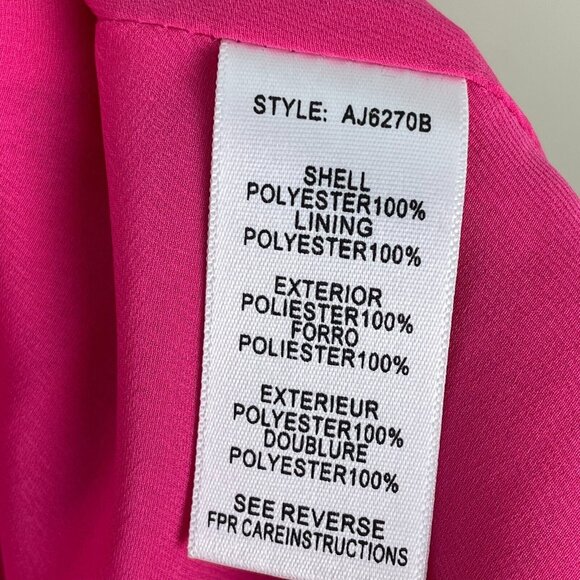 STYLE: AJ6270B
SHELL
POLYESTER100%
LINING
POLYESTER100%
EXTERIOR
POLIESTER100%
FORRO
POLIESTER100%
EXTERIEUR
POLYESTER100%
DOUBLURE
POLYESTER100%
SEE REVERSE
FPR CAREINSTRUCTIONS